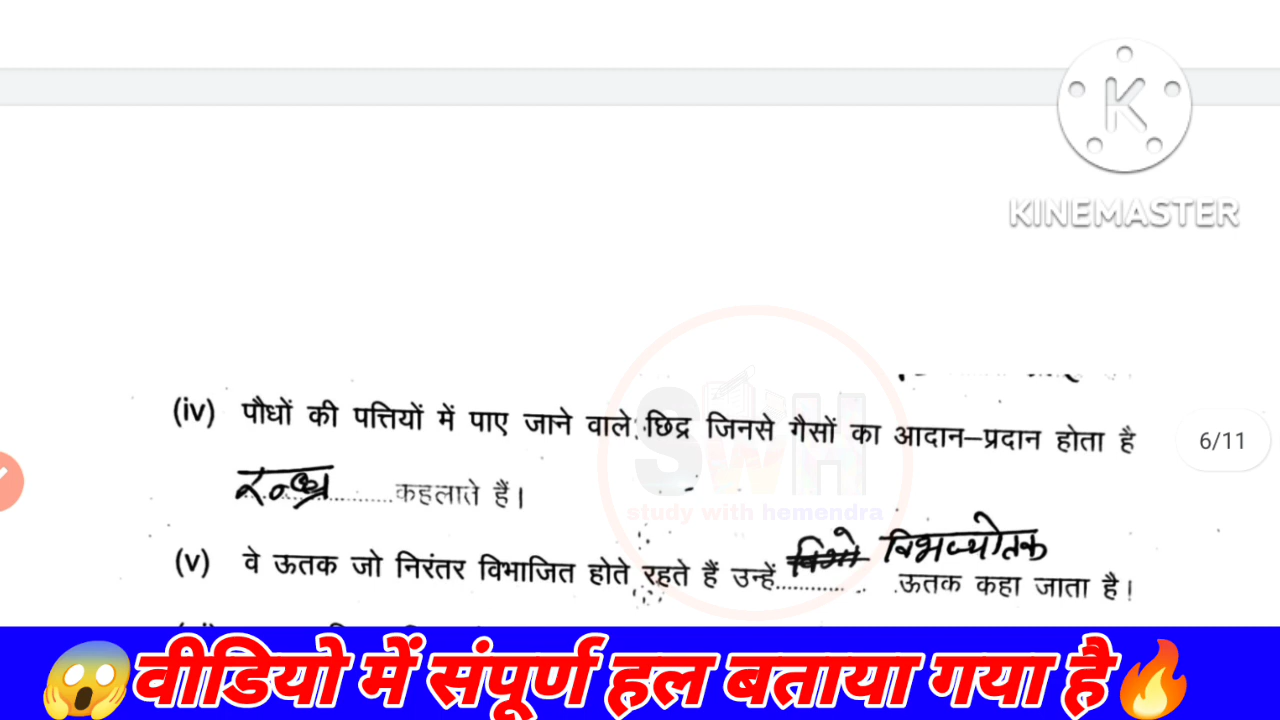 KINEMASTER
(iv) पौधों की पत्तियों में पाए जाने वाले छिद्र जिनसे गैसों का आदान–प्रदान होता है
6/11
रन्ध्र ............कहलाते हैं।
SWH
study with hemendra
विभज्योतक
(v) वे ऊतक जो निरंतर विभाजित होते रहते हैं उन्हें............ ऊतक कहा जाता है।
😱वीडियो में संपूर्ण हल बताया गया है🔥